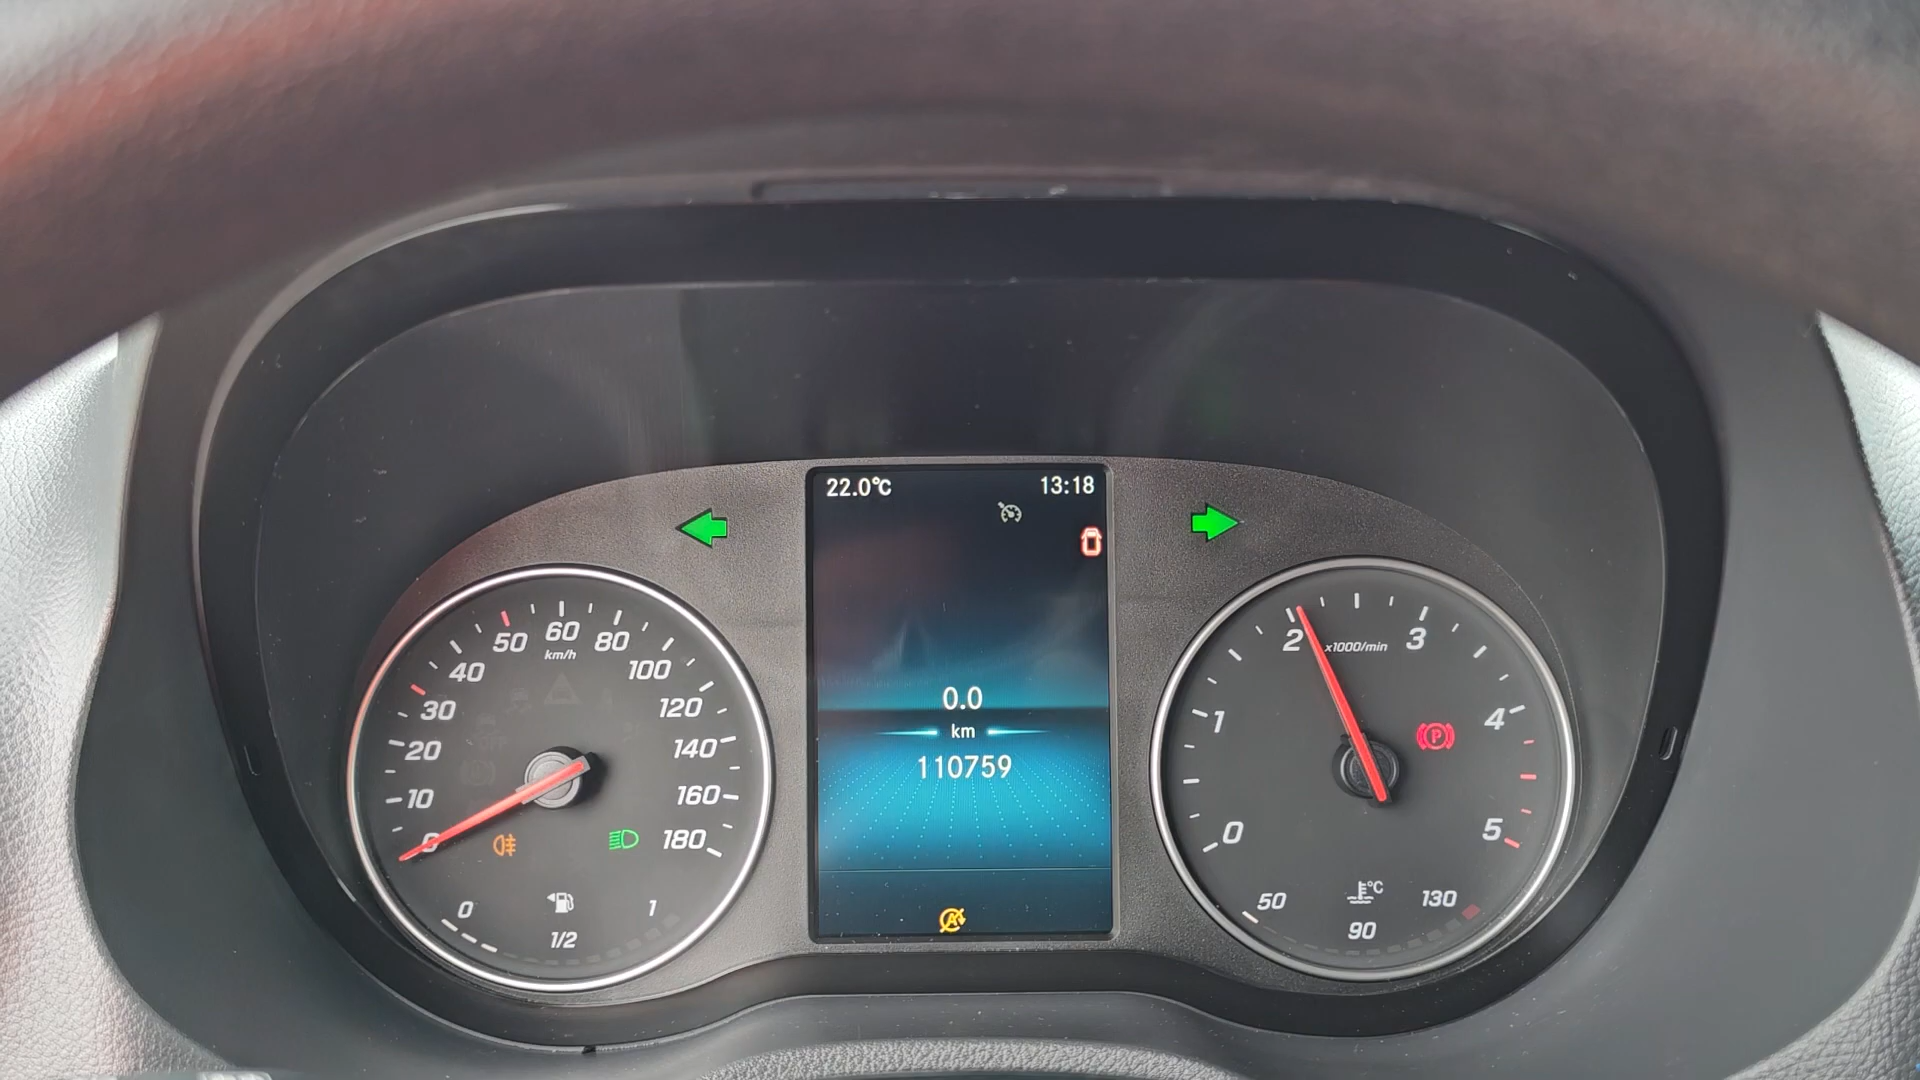 22.0°C 13:18
50 60 80
km/h
40 100
30 120
20 140
10 160
0 180
0 1
1/2
0.0
km
110759
2 x1000/min 3
1 4
P
0 5
°C
50 130
90
A